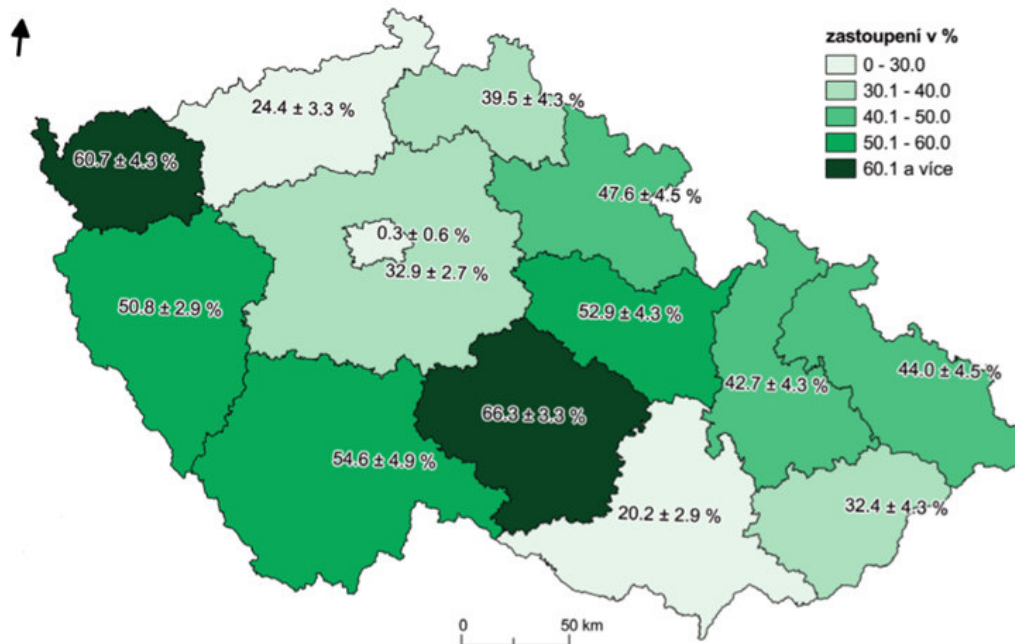 zastoupení v %
0 - 30.0
30.1 - 40.0
40.1 - 50.0
50.1 - 60.0
60.1 a více
24.4 ± 3.3 %
39.5 ± 4.3 %
60.7 ± 4.3 %
47.6 ± 4.5 %
0.3 ± 0.6 %
32.9 ± 2.7 %
50.8 ± 2.9 %
52.9 ± 4.3 %
44.0 ± 4.5 %
42.7 ± 4.3 %
66.3 ± 3.3 %
54.6 ± 4.9 %
32.4 ± 4.3 %
20.2 ± 2.9 %
0 50 km